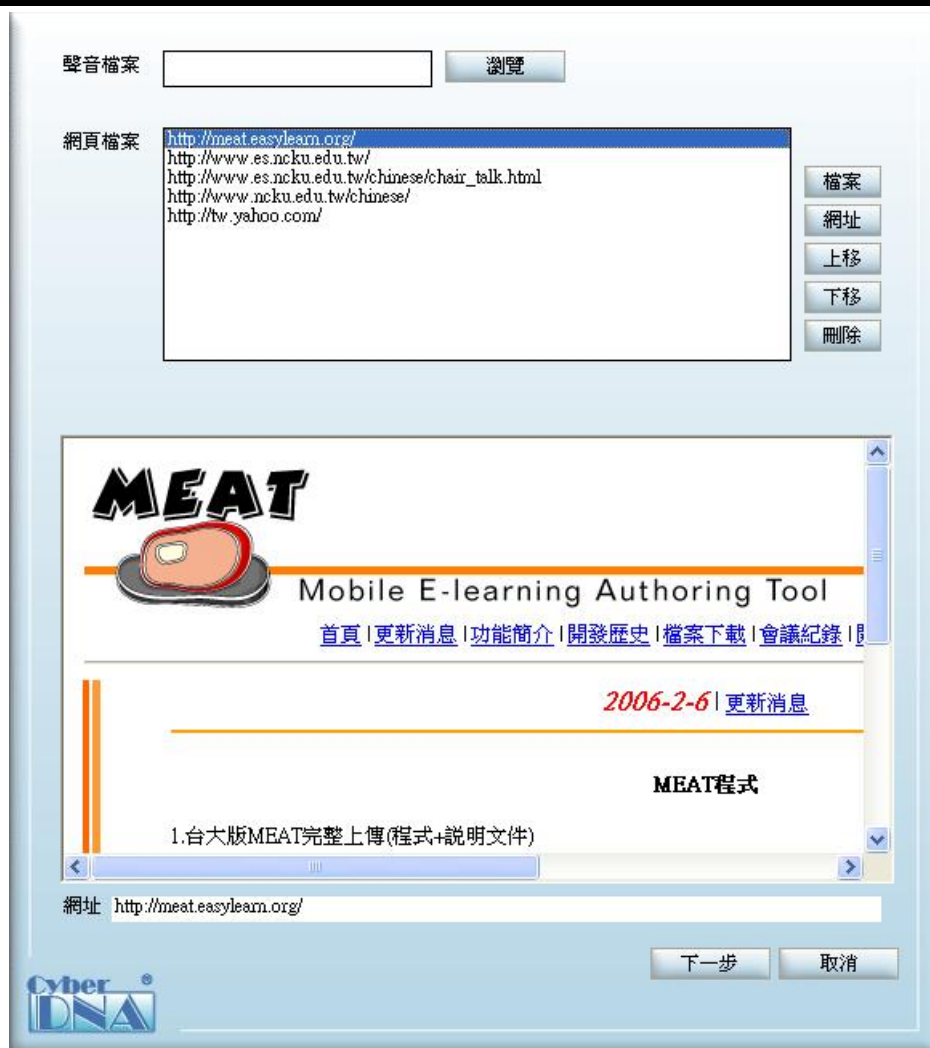 聲音檔案 瀏覽
網頁檔案
http://meat.easylearn.org/
http://www.es.ncku.edu.tw/
http://www.es.ncku.edu.tw/chinese/chair_talk.html
http://www.ncku.edu.tw/chinese/
http://tw.yahoo.com/
檔案
網址
上移
下移
刪除
MEAT
Mobile E-learning Authoring Tool
首頁 | 更新消息 | 功能簡介 | 開發歷史 | 檔案下載 | 會議紀錄 |
2006-2-6 | 更新消息
MEAT程式
1.台大版MEAT完整上傳(程式+説明文件)
網址 http://meat.easylearn.org/
下一步 取消
Cyber ®
DNA